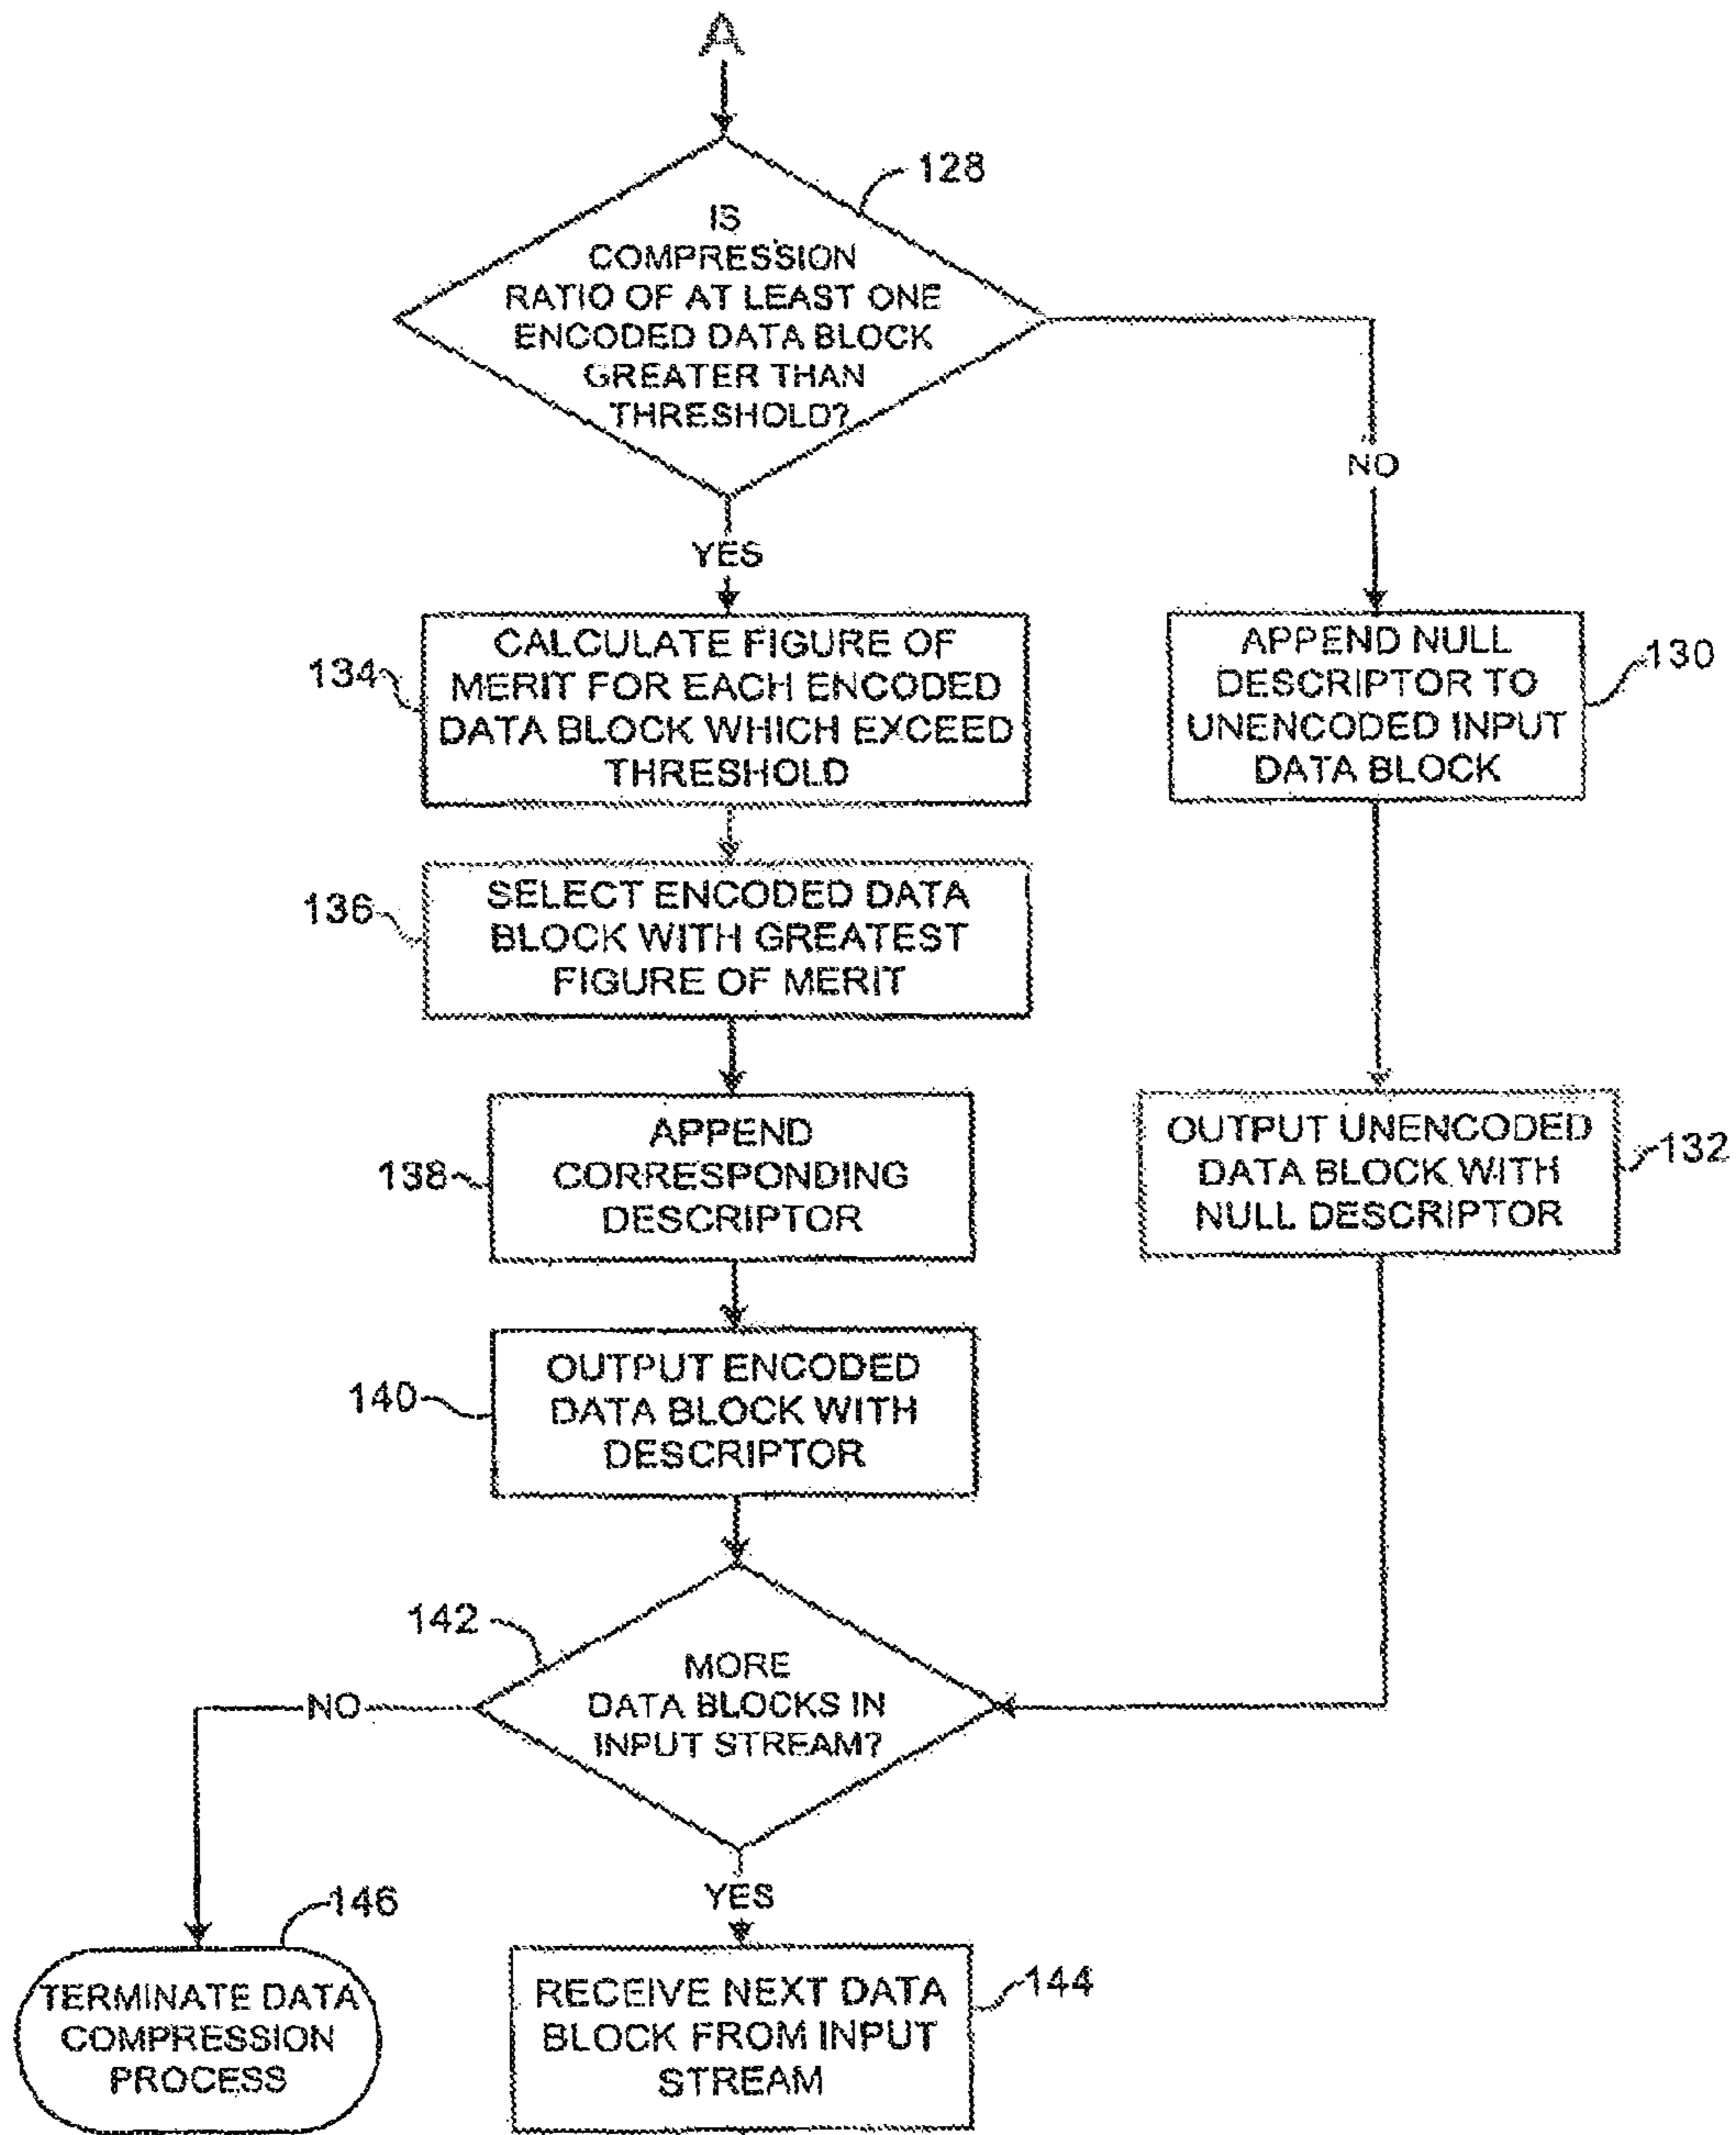 A
128
IS
COMPRESSION
RATIO OF AT LEAST ONE
ENCODED DATA BLOCK
GREATER THAN
THRESHOLD?
NO
YES
134
CALCULATE FIGURE OF
MERIT FOR EACH ENCODED
DATA BLOCK WHICH EXCEED
THRESHOLD
APPEND NULL
DESCRIPTOR TO
UNENCODED INPUT
DATA BLOCK
130
136
SELECT ENCODED DATA
BLOCK WITH GREATEST
FIGURE OF MERIT
138
APPEND
CORRESPONDING
DESCRIPTOR
OUTPUT UNENCODED
DATA BLOCK WITH
NULL DESCRIPTOR
132
140
OUTPUT ENCODED
DATA BLOCK WITH
DESCRIPTOR
142
MORE
DATA BLOCKS IN
INPUT STREAM?
NO
YES
146
TERMINATE DATA
COMPRESSION
PROCESS
RECEIVE NEXT DATA
BLOCK FROM INPUT
STREAM
144